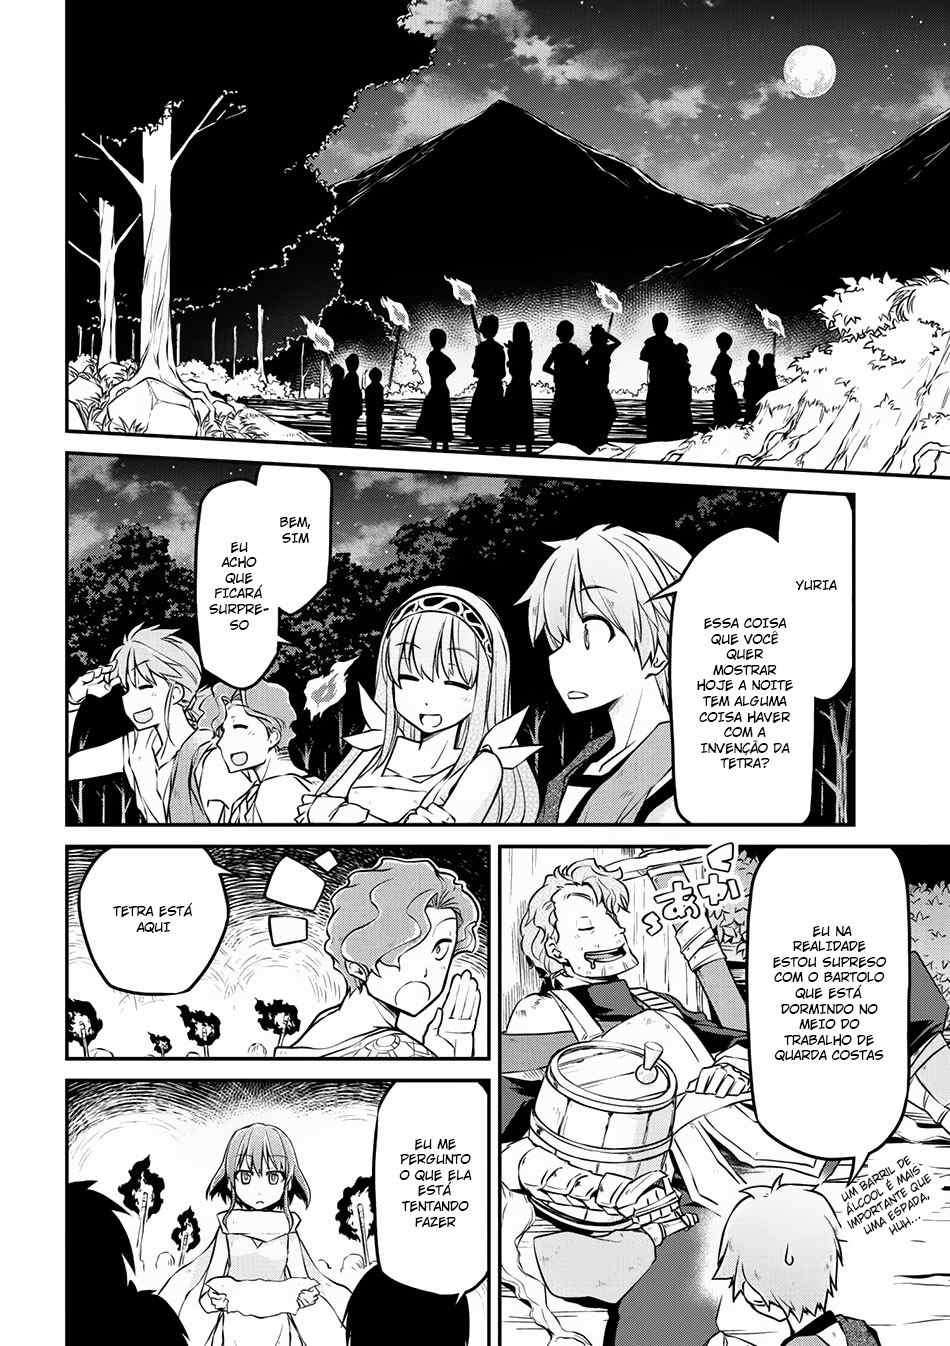 YURIA
ESSA COISA
QUE VOCÊ
QUER
MOSTRAR
HOJE A NOITE
TEM ALGUMA
COISA HAVER
COM A
INVENÇÃO DA
TETRA?
BEM,
SIM
EU
ACHO
QUE
FICARÁ
SURPRE-
SO
EU NA
REALIDADE
ESTOU SUPRESO
COM O BARTOLO
QUE ESTÁ
DORMINDO NO
MEIO DO
TRABALHO DE
QUARDA COSTAS
UM BARRIL DE
ÁLCOOL É MAIS
IMPORTANTE QUE
UMA ESPADA,
HUH...
TETRA ESTÁ
AQUI
EU ME
PERGUNTO
O QUE ELA
ESTÁ
TENTANDO
FAZER